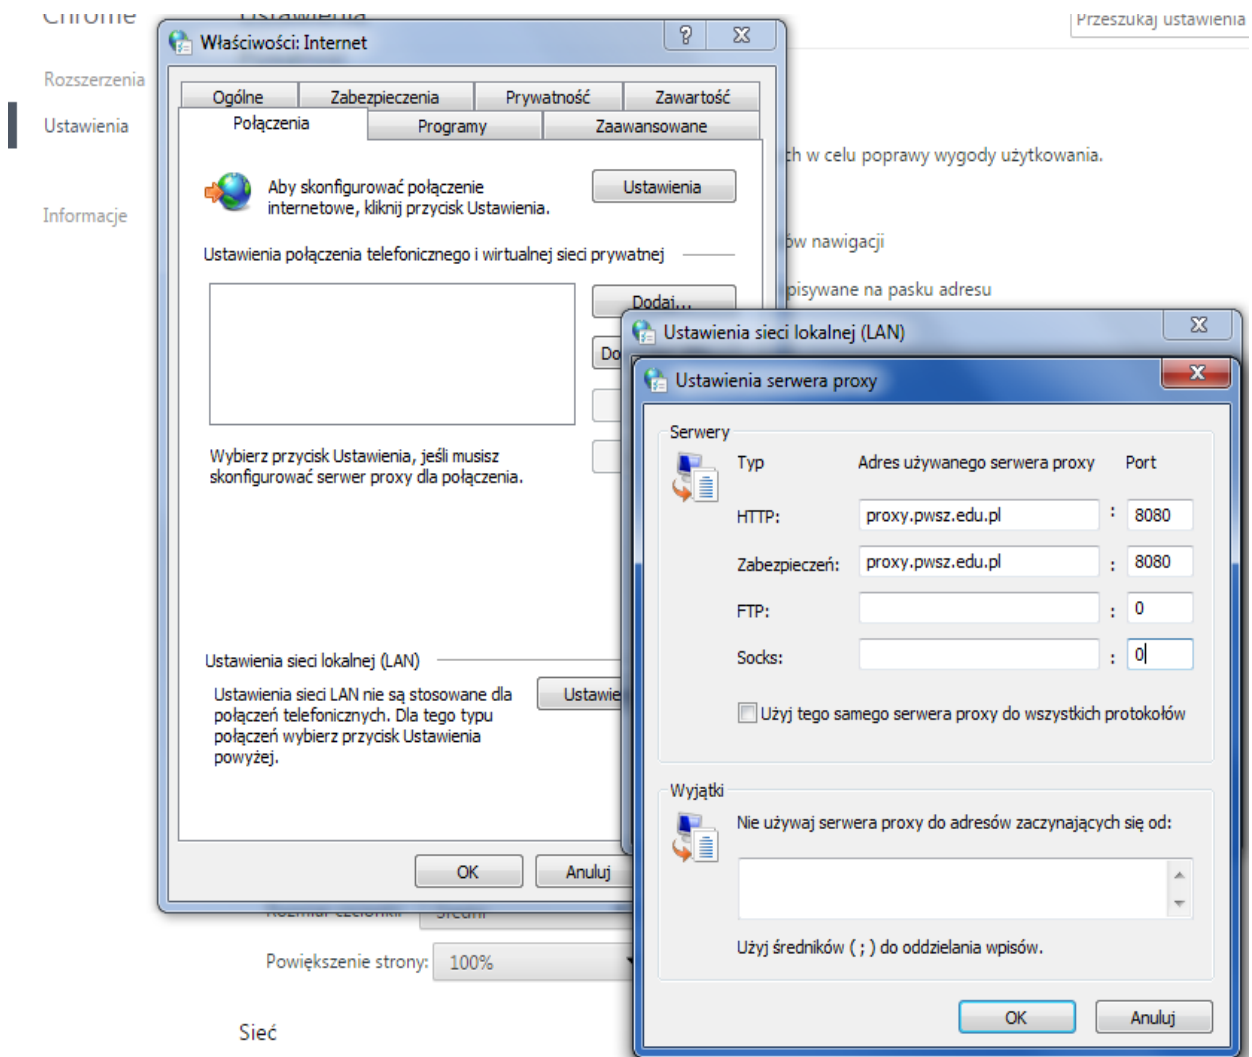 Chrome
Ustawienia
Przeszukaj ustawienia
Rozszerzenia
Ustawienia
Informacje
ch w celu poprawy wygody użytkowania.
ów nawigacji
pisywane na pasku adresu
Właściwości: Internet
Ogólne
Zabezpieczenia
Prywatność
Zawartość
Połączenia
Programy
Zaawansowane
Aby skonfigurować połączenie
internetowe, kliknij przycisk Ustawienia.
Ustawienia
Ustawienia połączenia telefonicznego i wirtualnej sieci prywatnej
Dodaj...
Do
Wybierz przycisk Ustawienia, jeśli musisz
skonfigurować serwer proxy dla połączenia.
Ustawienia sieci lokalnej (LAN)
Ustawienia sieci LAN nie są stosowane dla
połączeń telefonicznych. Dla tego typu
połączeń wybierz przycisk Ustawienia
powyżej.
Ustawie
OK
Anuluj
Ustawienia sieci lokalnej (LAN)
Ustawienia serwera proxy
Serwery
Typ Adres używanego serwera proxy Port
HTTP: proxy.pwsz.edu.pl : 8080
Zabezpieczeń: proxy.pwsz.edu.pl : 8080
FTP: : 0
Socks: : 0
Użyj tego samego serwera proxy do wszystkich protokołów
Wyjątki
Nie używaj serwera proxy do adresów zaczynających się od:
Użyj średników ( ; ) do oddzielania wpisów.
OK
Anuluj
Rozmiar czcionki: Średni
Powiększenie strony: 100%
Sieć